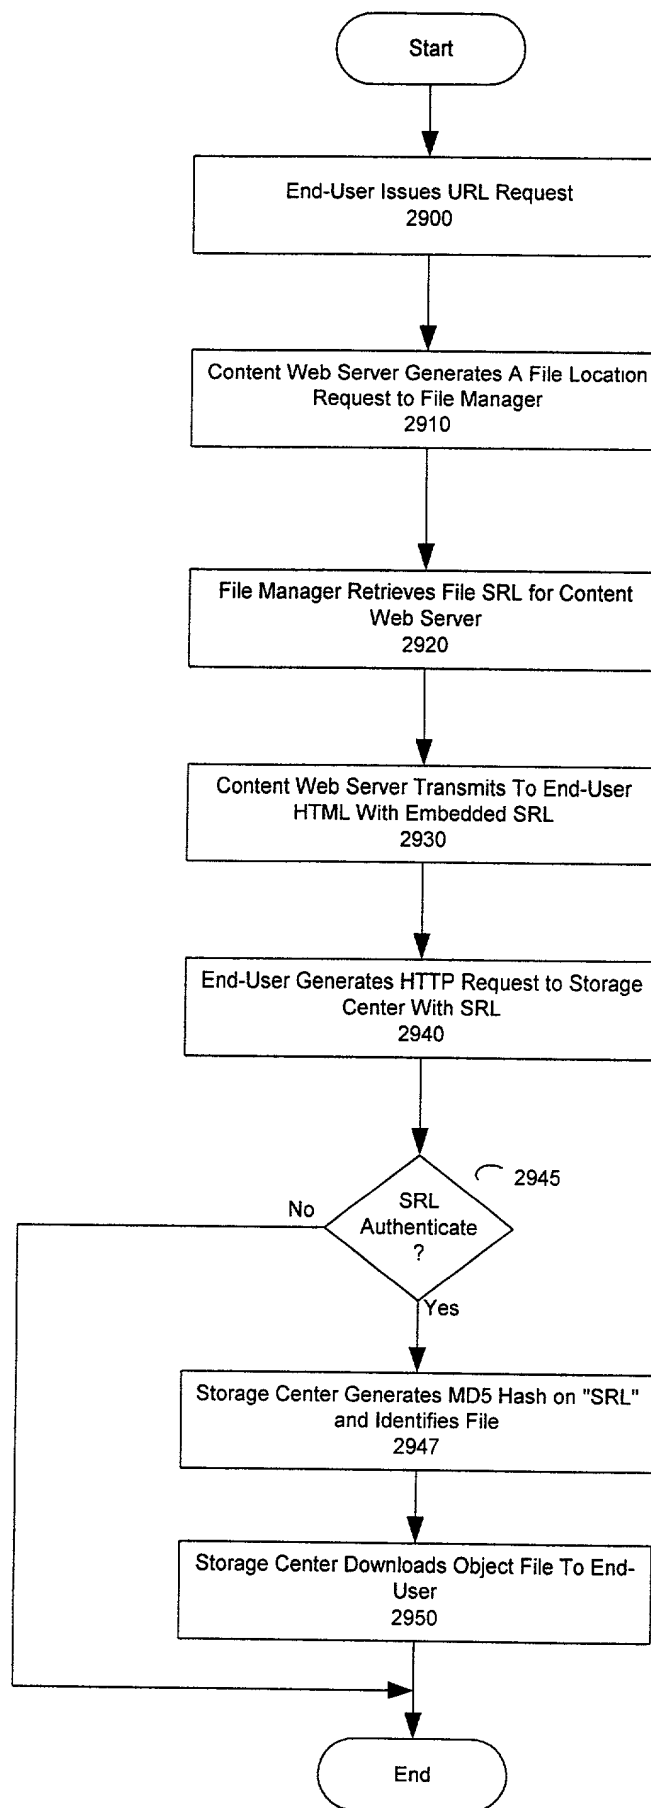 Start
End-User Issues URL Request
2900
Content Web Server Generates A File Location
Request to File Manager
2910
File Manager Retrieves File SRL for Content
Web Server
2920
Content Web Server Transmits To End-User
HTML With Embedded SRL
2930
End-User Generates HTTP Request to Storage
Center With SRL
2940
2945
SRL
Authenticate
?
No
Yes
Storage Center Generates MD5 Hash on "SRL"
and Identifies File
2947
Storage Center Downloads Object File To End-
User
2950
End